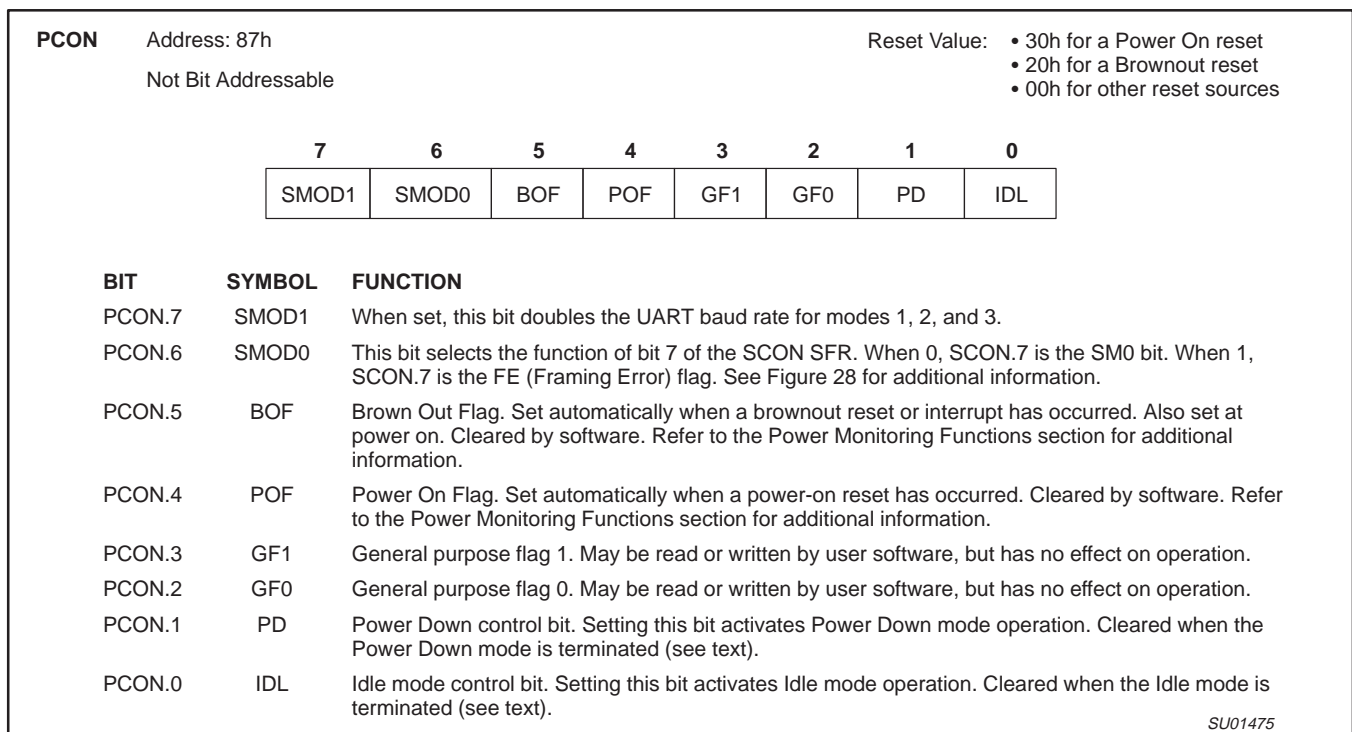 PCON Address: 87h Reset Value: • 30h for a Power On reset
Not Bit Addressable • 20h for a Brownout reset
• 00h for other reset sources
7 6 5 4 3 2 1 0
SMOD1 SMOD0 BOF POF GF1 GF0 PD IDL
BIT SYMBOL FUNCTION
PCON.7 SMOD1 When set, this bit doubles the UART baud rate for modes 1, 2, and 3.
PCON.6 SMOD0 This bit selects the function of bit 7 of the SCON SFR. When 0, SCON.7 is the SM0 bit. When 1,
SCON.7 is the FE (Framing Error) flag. See Figure 28 for additional information.
PCON.5 BOF Brown Out Flag. Set automatically when a brownout reset or interrupt has occurred. Also set at
power on. Cleared by software. Refer to the Power Monitoring Functions section for additional
information.
PCON.4 POF Power On Flag. Set automatically when a power-on reset has occurred. Cleared by software. Refer
to the Power Monitoring Functions section for additional information.
PCON.3 GF1 General purpose flag 1. May be read or written by user software, but has no effect on operation.
PCON.2 GF0 General purpose flag 0. May be read or written by user software, but has no effect on operation.
PCON.1 PD Power Down control bit. Setting this bit activates Power Down mode operation. Cleared when the
Power Down mode is terminated (see text).
PCON.0 IDL Idle mode control bit. Setting this bit activates Idle mode operation. Cleared when the Idle mode is
terminated (see text).
SU01475